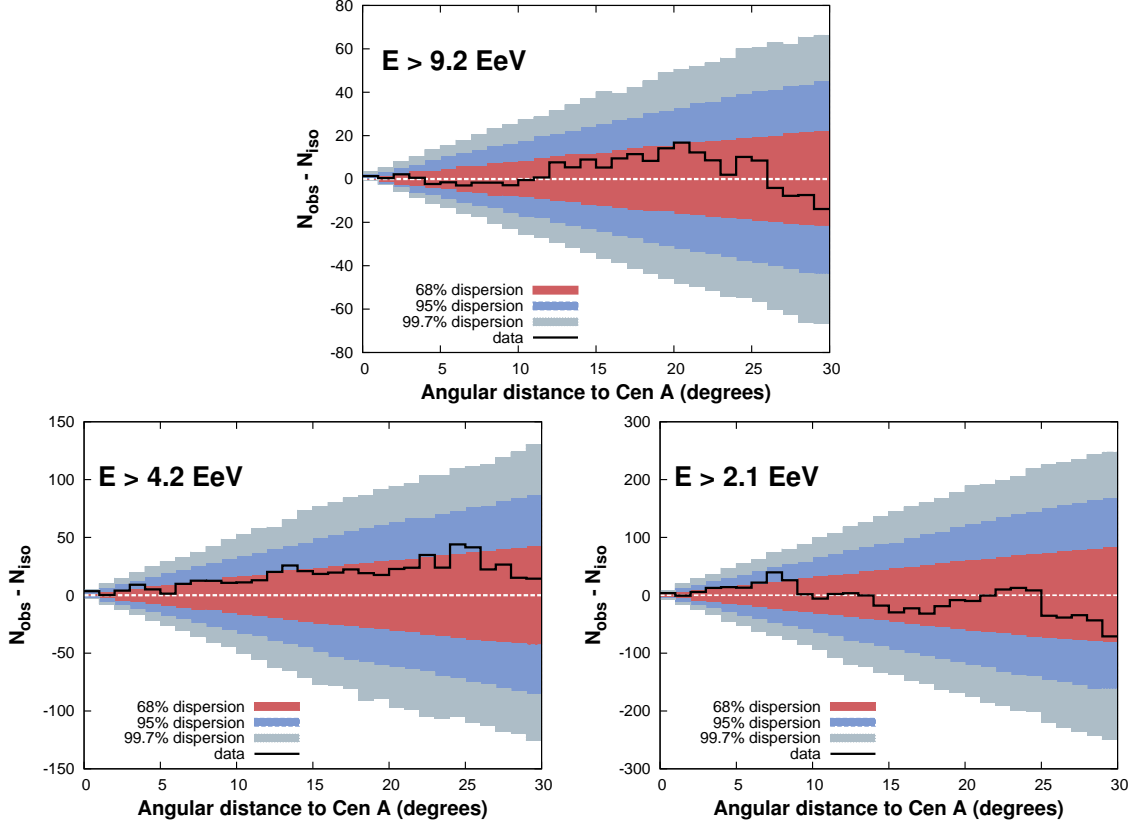 80
60
40
20
0
-20
-40
-60
-80
N_obs - N_iso
E > 9.2 EeV
68% dispersion
95% dispersion
99.7% dispersion
data
0 5 10 15 20 25 30
Angular distance to Cen A (degrees)
150
100
50
0
-50
-100
-150
N_obs - N_iso
E > 4.2 EeV
68% dispersion
95% dispersion
99.7% dispersion
data
0 5 10 15 20 25 30
Angular distance to Cen A (degrees)
300
200
100
0
-100
-200
-300
N_obs - N_iso
E > 2.1 EeV
68% dispersion
95% dispersion
99.7% dispersion
data
0 5 10 15 20 25 30
Angular distance to Cen A (degrees)